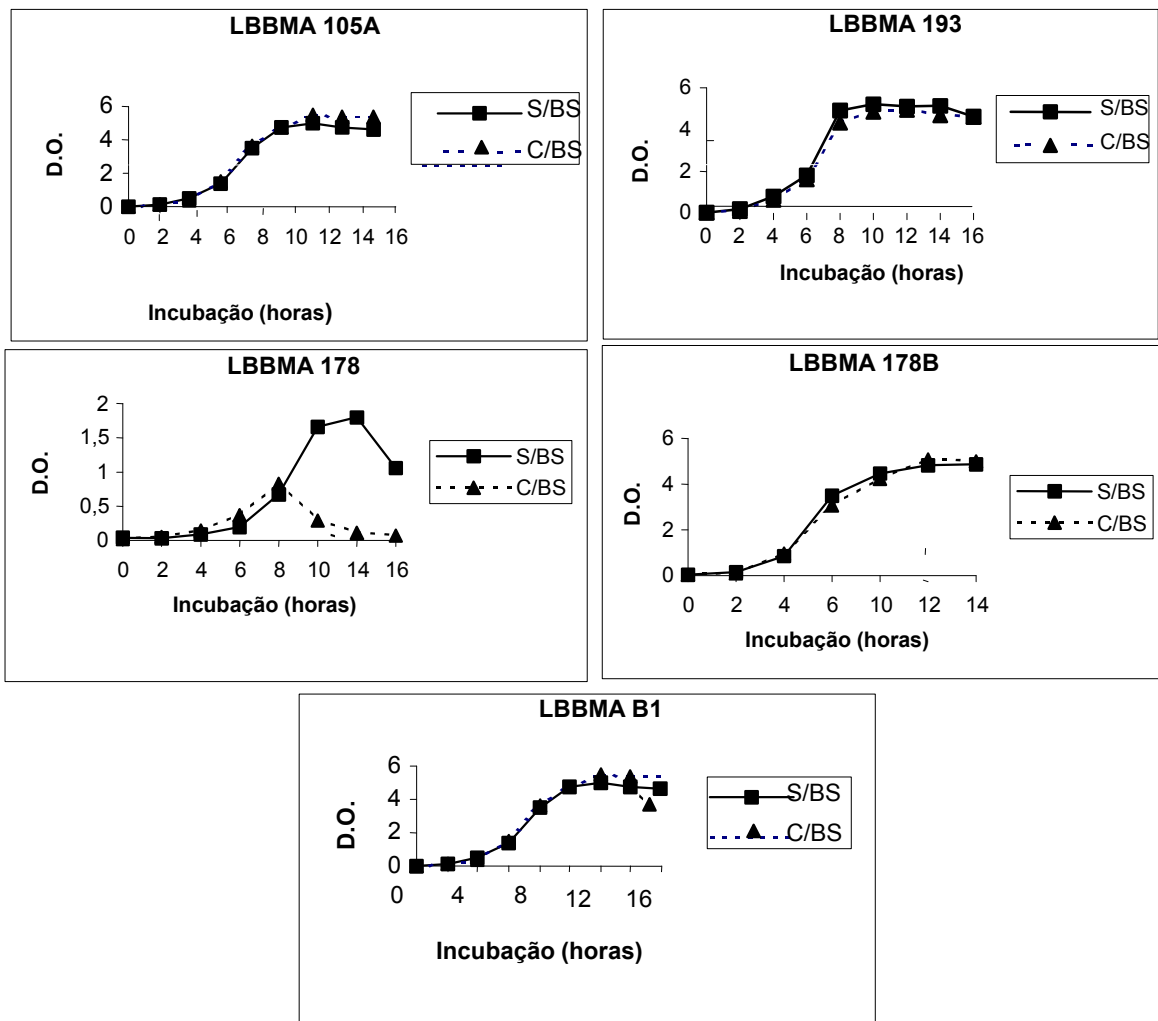 LBBMA 105A
D.O.
6
4
2
0
0 2 4 6 8 10 12 14 16
Incubação (horas)
S/BS
C/BS
LBBMA 193
D.O.
6
4
2
0
0 2 4 6 8 10 12 14 16
Incubação (horas)
S/BS
C/BS
LBBMA 178
D.O.
2
1,5
1
0,5
0
0 2 4 6 8 10 14 16
Incubação (horas)
S/BS
C/BS
LBBMA 178B
D.O.
6
4
2
0
0 2 4 6 10 12 14
Incubação (horas)
S/BS
C/BS
LBBMA B1
D.O.
6
4
2
0
0 4 8 12 16
Incubação (horas)
S/BS
C/BS